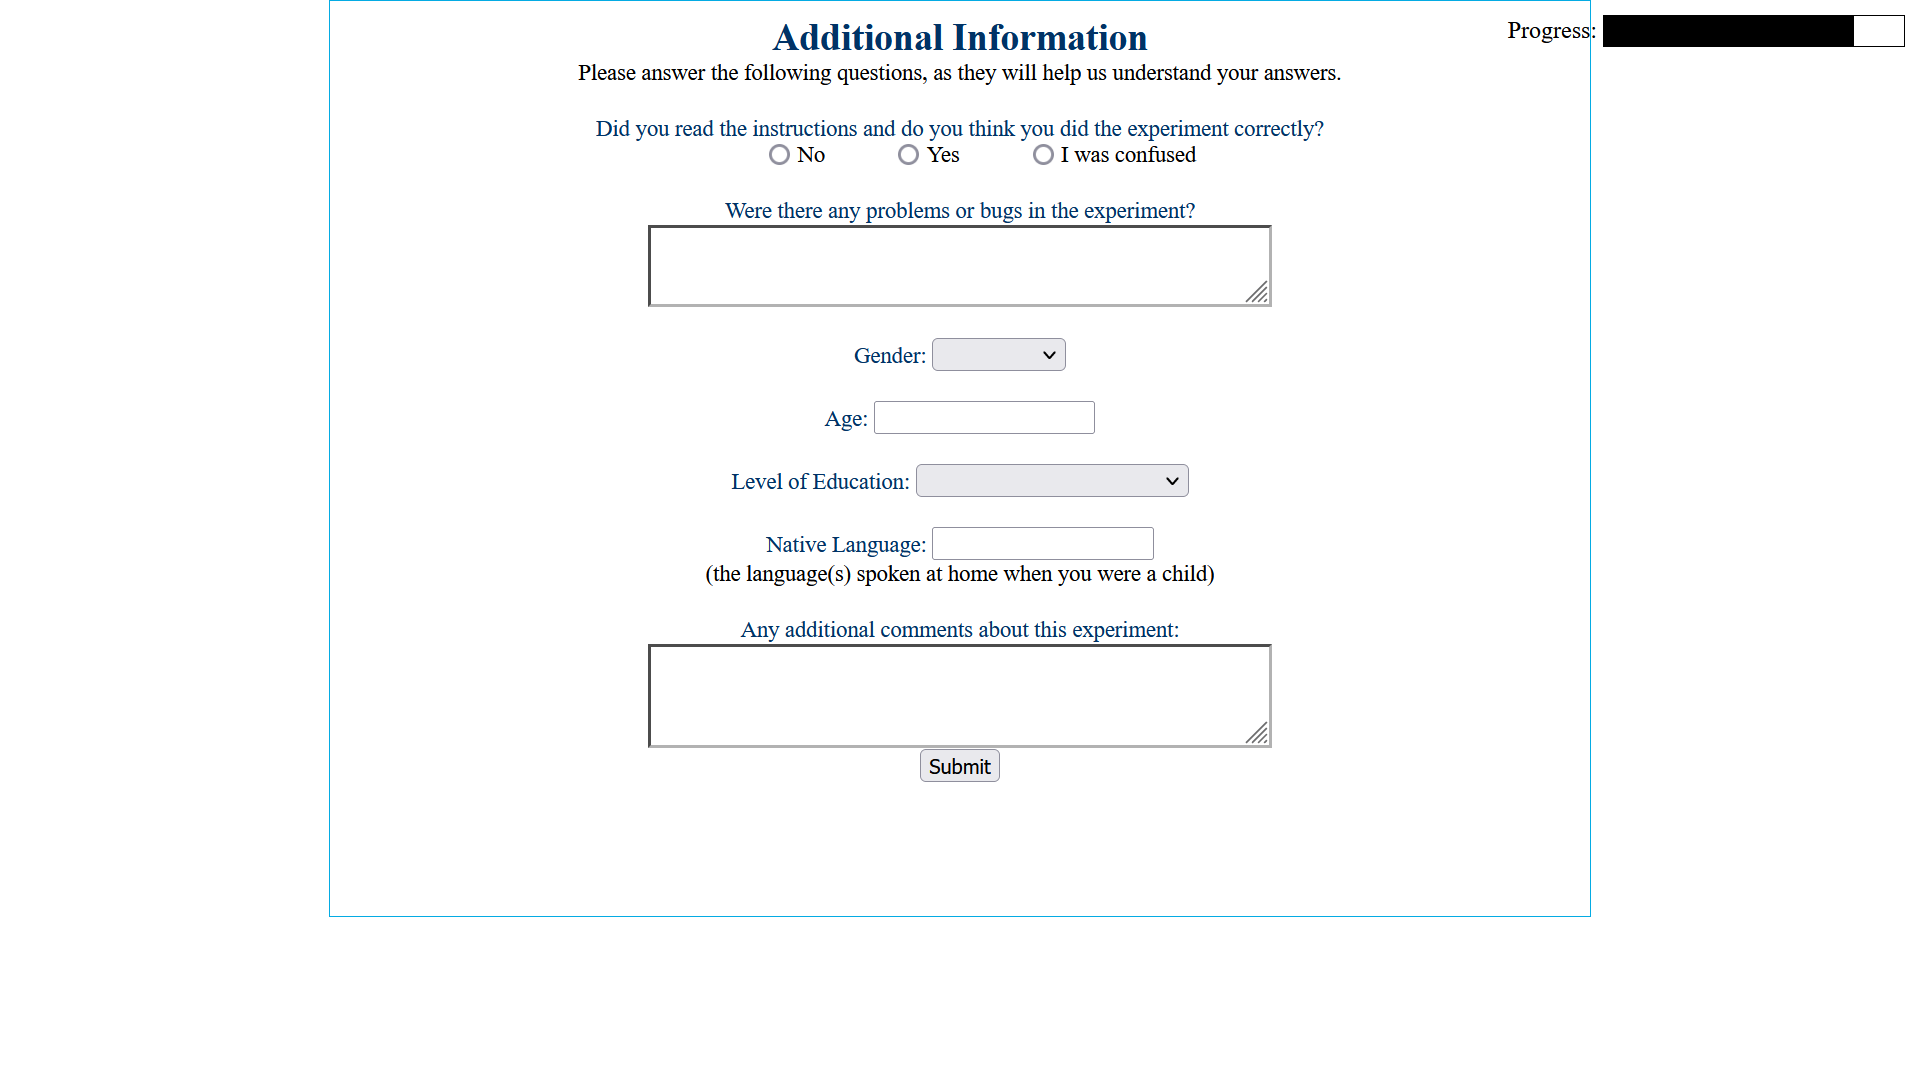 Additional Information
Progress:
Please answer the following questions, as they will help us understand your answers.
Did you read the instructions and do you think you did the experiment correctly?
No Yes I was confused
Were there any problems or bugs in the experiment?
Gender:
Age:
Level of Education:
Native Language:
(the language(s) spoken at home when you were a child)
Any additional comments about this experiment:
Submit